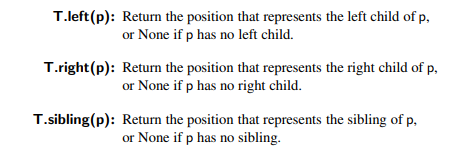 T.left(p): Return the position that represents the left child of p,
or None if p has no left child.
T.right(p): Return the position that represents the right child of p,
or None if p has no right child.
T.sibling(p): Return the position that represents the sibling of p,
or None if p has no sibling.